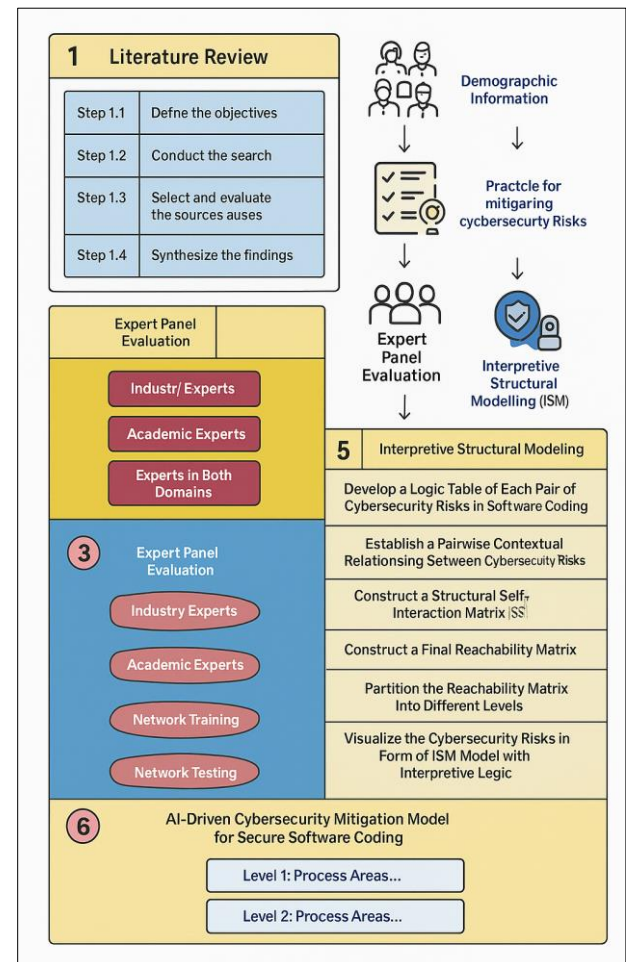 1 Literature Review
Step 1.1 Defne the objectives
Step 1.2 Conduct the search
Step 1.3 Select and evaluate
the sources auses
Step 1.4 Synthesize the findings
Demograpchic
Information
Practcle for
mitigaring
cycbersecurty Risks
Expert
Panel
Evaluation
Interpretive
Structural
Modelling (ISM)
Expert Panel
Evaluation
Industr/ Experts
Academic Experts
Experts in Both
Domains
3 Expert Panel
Evaluation
Industry Experts
Academic Experts
Network Training
Network Testing
5 Interpretive Structural Modeling
Develop a Logic Table of Each Pair of
Cybersecurity Risks in Software Coding
Establish a Pairwise Contextual
Relationsing Setween Cybersecuity Risks
Construct a Structural Self-
Interaction Matrix
Construct a Final Reachability Matrix
Partition the Reachability Matrix
Into Different Levels
Visualize the Cybersecurity Risks in
Form of ISM Model with
Interpretive Logic
6 AI-Driven Cybersecurity Mitigation Model
for Secure Software Coding
Level 1: Process Areas...
Level 2: Process Areas...